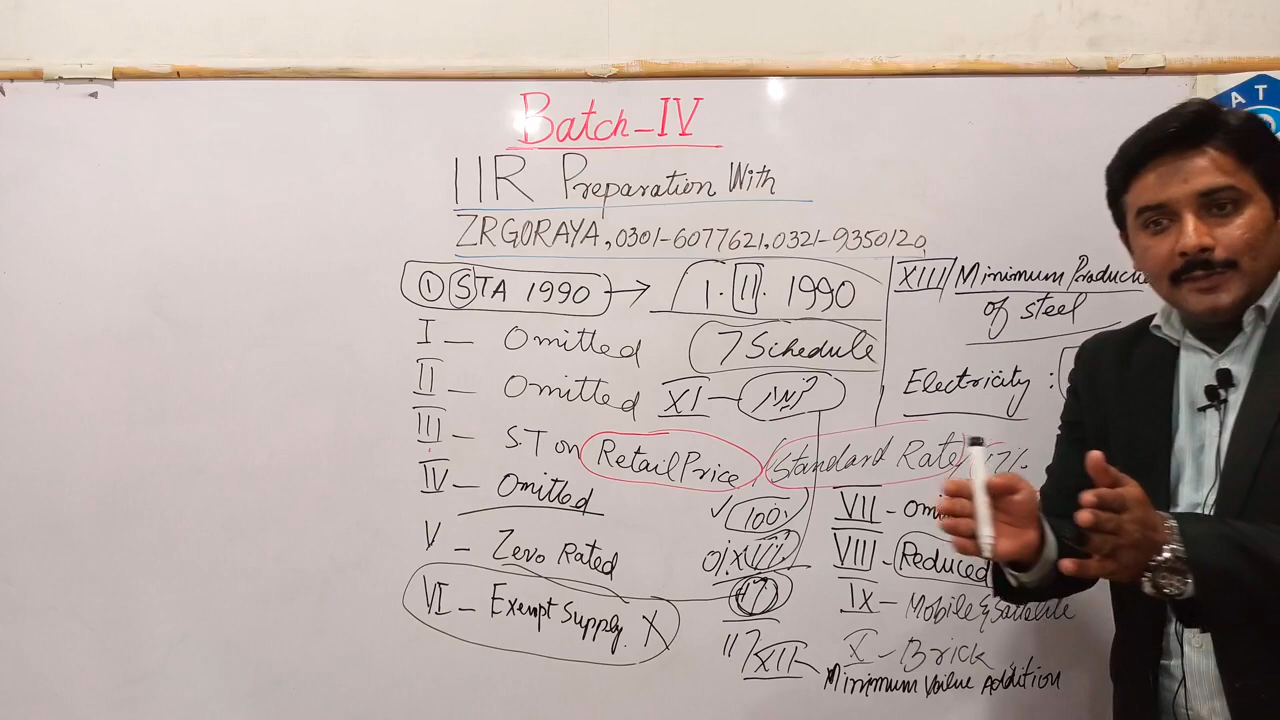 A T
Batch-IV
IIR Preparation With
ZRGORAYA, 0301-6077621, 0321-9350120
① STA 1990 → 1.11.1990
XIII Minimum Production
of steel
I - Omitted
7 Schedule
II - Omitted
XI -
Electricity :
III - S.T on Retail Price / Standard Rate 17%
IV - Omitted
100
VII -
V - Zero Rated
VIII - Reduced
VI - Exempt Supply. X
17
IX - Mobile & Satellite
XII - Minimum Value Addition
X - Brick